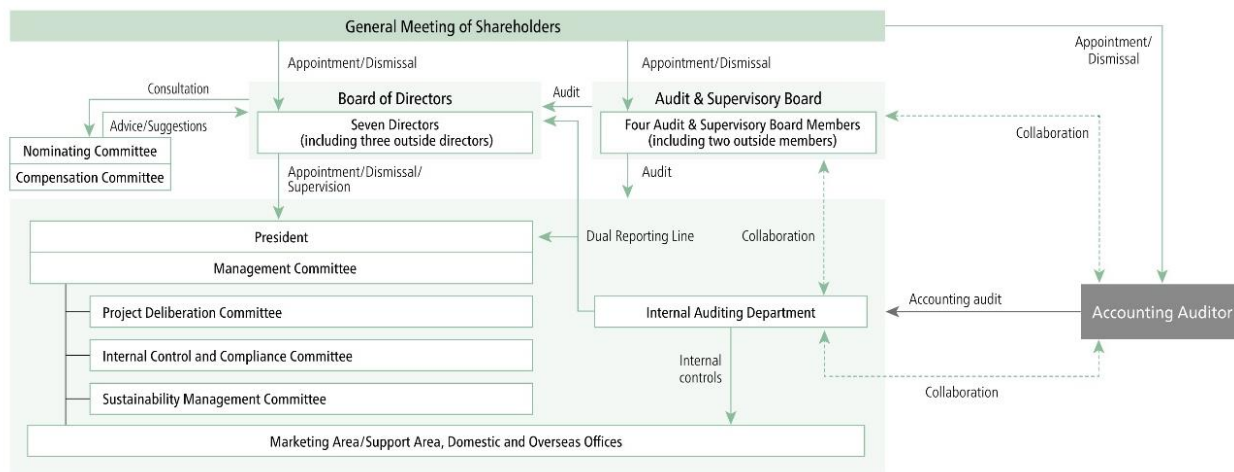 General Meeting of Shareholders
Appointment/Dismissal
Appointment/Dismissal
Appointment/
Dismissal
Consultation
Board of Directors
Audit
Audit & Supervisory Board
Advice/Suggestions
Seven Directors
(including three outside directors)
Four Audit & Supervisory Board Members
(including two outside members)
Collaboration
Nominating Committee
Compensation Committee
Appointment/Dismissal/
Supervision
Audit
President
Dual Reporting Line
Collaboration
Management Committee
Project Deliberation Committee
Internal Auditing Department
Accounting audit
Accounting Auditor
Internal Control and Compliance Committee
Internal
controls
Sustainability Management Committee
Collaboration
Marketing Area/Support Area, Domestic and Overseas Offices